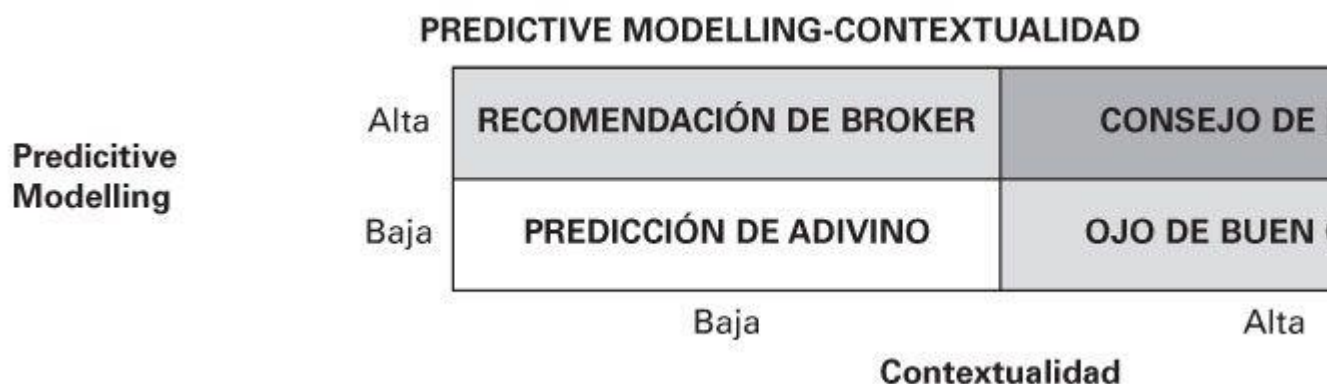 PREDICTIVE MODELLING-CONTEXTUALIDAD
Alta RECOMENDACIÓN DE BROKER CONSEJO DE
Predicitive
Modelling
Baja PREDICCIÓN DE ADIVINO OJO DE BUEN
Baja Alta
Contextualidad